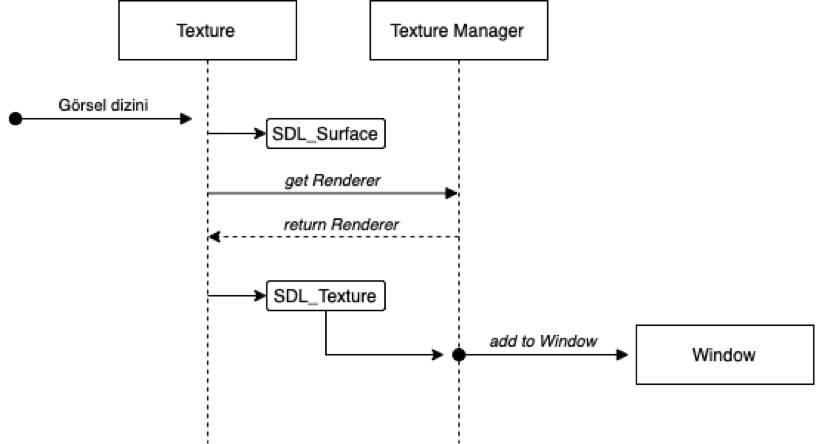 Texture
Texture Manager
Görsel dizini
SDL_Surface
get Renderer
return Renderer
SDL_Texture
add to Window
Window